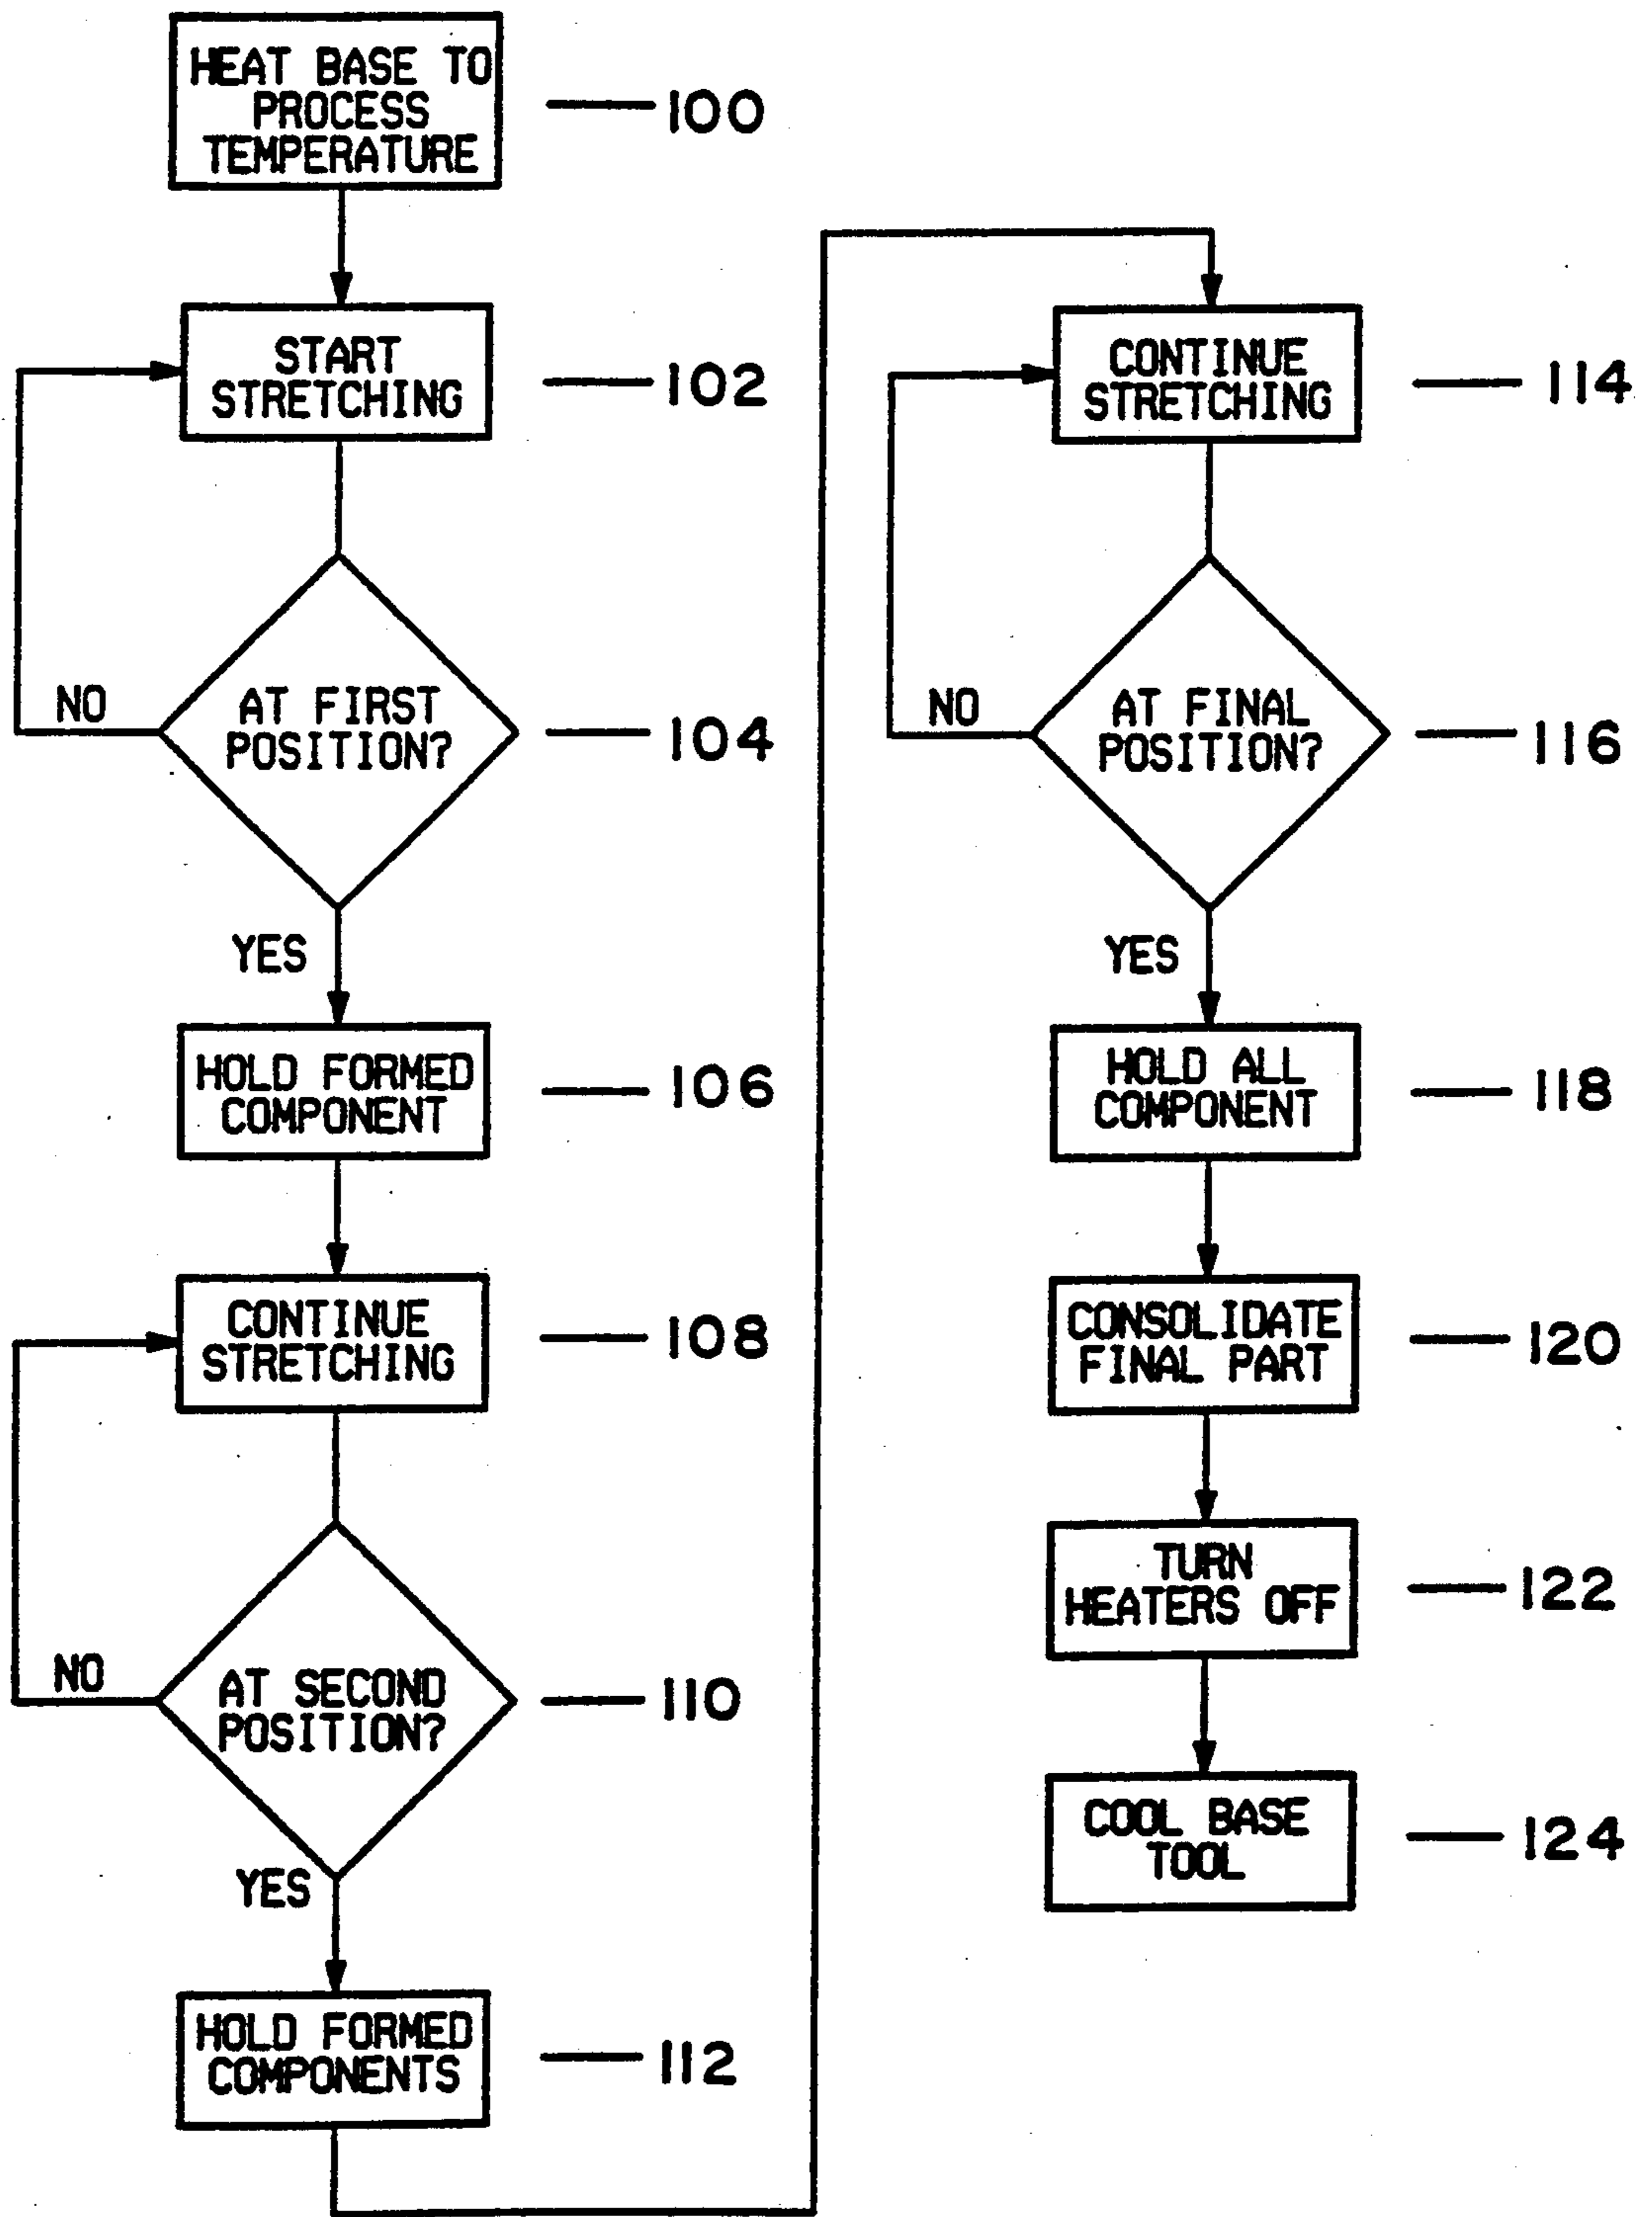 HEAT BASE TO
PROCESS
TEMPERATURE
100
START
STRETCHING
102
NO
AT FIRST
POSITION?
104
YES
HOLD FORMED
COMPONENT
106
CONTINUE
STRETCHING
108
NO
AT SECOND
POSITION?
110
YES
HOLD FORMED
COMPONENTS
112
CONTINUE
STRETCHING
114
NO
AT FINAL
POSITION?
116
YES
HOLD ALL
COMPONENT
118
CONSOLIDATE
FINAL PART
120
TURN
HEATERS OFF
122
COOL BASE
TOOL
124